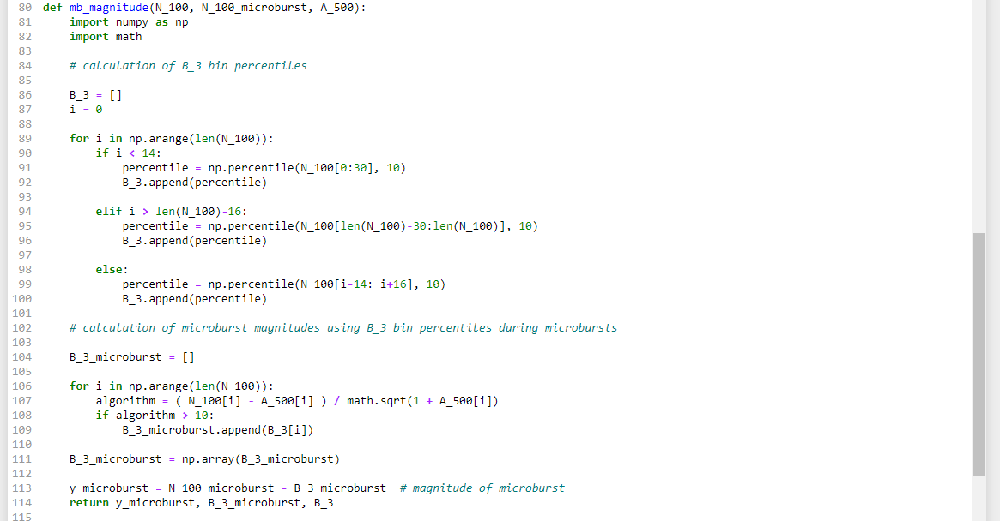 80 def mb_magnitude(N_100, N_100_microburst, A_500):
81     import numpy as np
82     import math
83
84     # calculation of B_3 bin percentiles
85
86     B_3 = []
87     i = 0
88
89     for i in np.arange(len(N_100)):
90         if i < 14:
91             percentile = np.percentile(N_100[0:30], 10)
92             B_3.append(percentile)
93
94         elif i > len(N_100)-16:
95             percentile = np.percentile(N_100[len(N_100)-30:len(N_100)], 10)
96             B_3.append(percentile)
97
98         else:
99             percentile = np.percentile(N_100[i-14: i+16], 10)
100             B_3.append(percentile)
101
102     # calculation of microburst magnitudes using B_3 bin percentiles during microbursts
103
104     B_3_microburst = []
105
106     for i in np.arange(len(N_100)):
107         algorithm = ( N_100[i] - A_500[i] ) / math.sqrt(1 + A_500[i])
108         if algorithm > 10:
109             B_3_microburst.append(B_3[i])
110
111     B_3_microburst = np.array(B_3_microburst)
112
113     y_microburst = N_100_microburst - B_3_microburst  # magnitude of microburst
114     return y_microburst, B_3_microburst, B_3
115